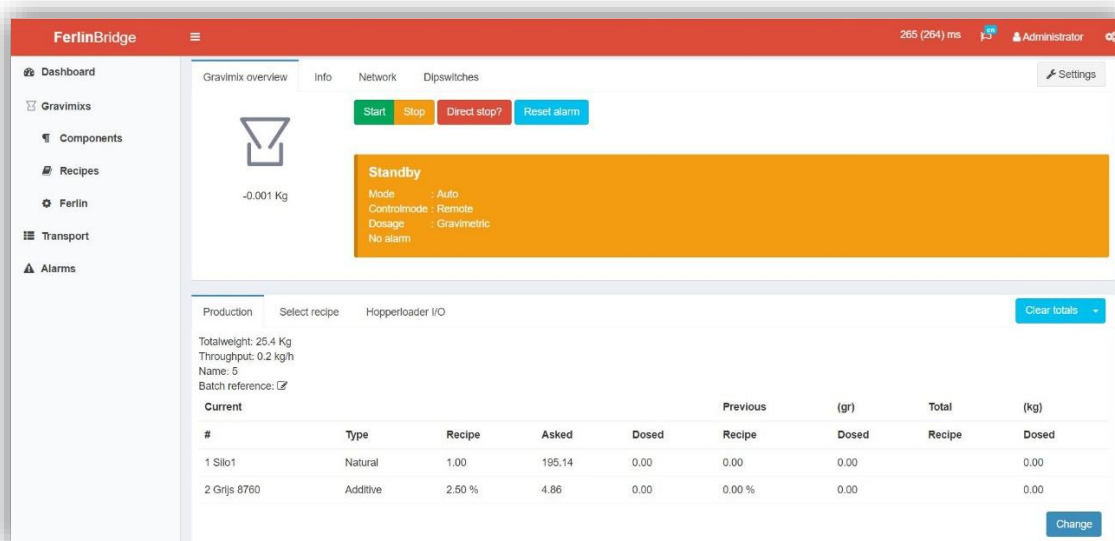 FerlinBridge 265 (264) ms en Administrator
Dashboard
Gravimixs
Components
Recipes
Ferlin
Transport
Alarms
Gravimix overview Info Network Dipswitches Settings
Start Stop Direct stop? Reset alarm
-0.001 Kg
Standby
Mode : Auto
Controlmode : Remote
Dosage : Gravimetric
No alarm
Production Select recipe Hopperloader I/O Clear totals
Totalweight: 25.4 Kg
Throughput: 0.2 kg/h
Name: 5
Batch reference:
Current Previous (gr) Total (kg)
# Type Recipe Asked Dosed Recipe Dosed Recipe Dosed
1 Silo1 Natural 1.00 195.14 0.00 0.00 0.00 0.00
2 Grijs 8760 Additive 2.50 % 4.86 0.00 0.00 % 0.00 0.00
Change